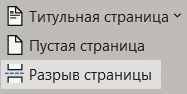 Титульная страница
Пустая страница
Разрыв страницы